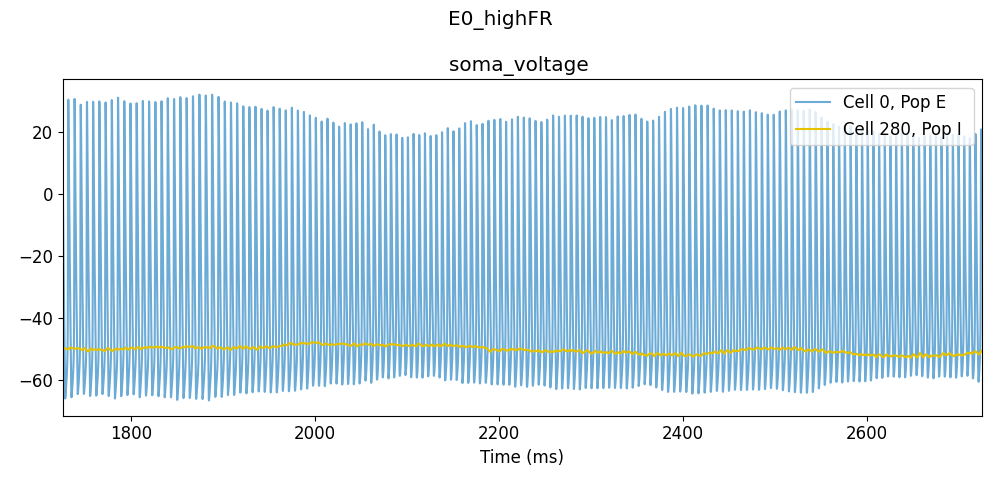 E0_highFR
soma_voltage
Cell 0, Pop E
Cell 280, Pop I
20
0
−20
−40
−60
1800 2000 2200 2400 2600
Time (ms)